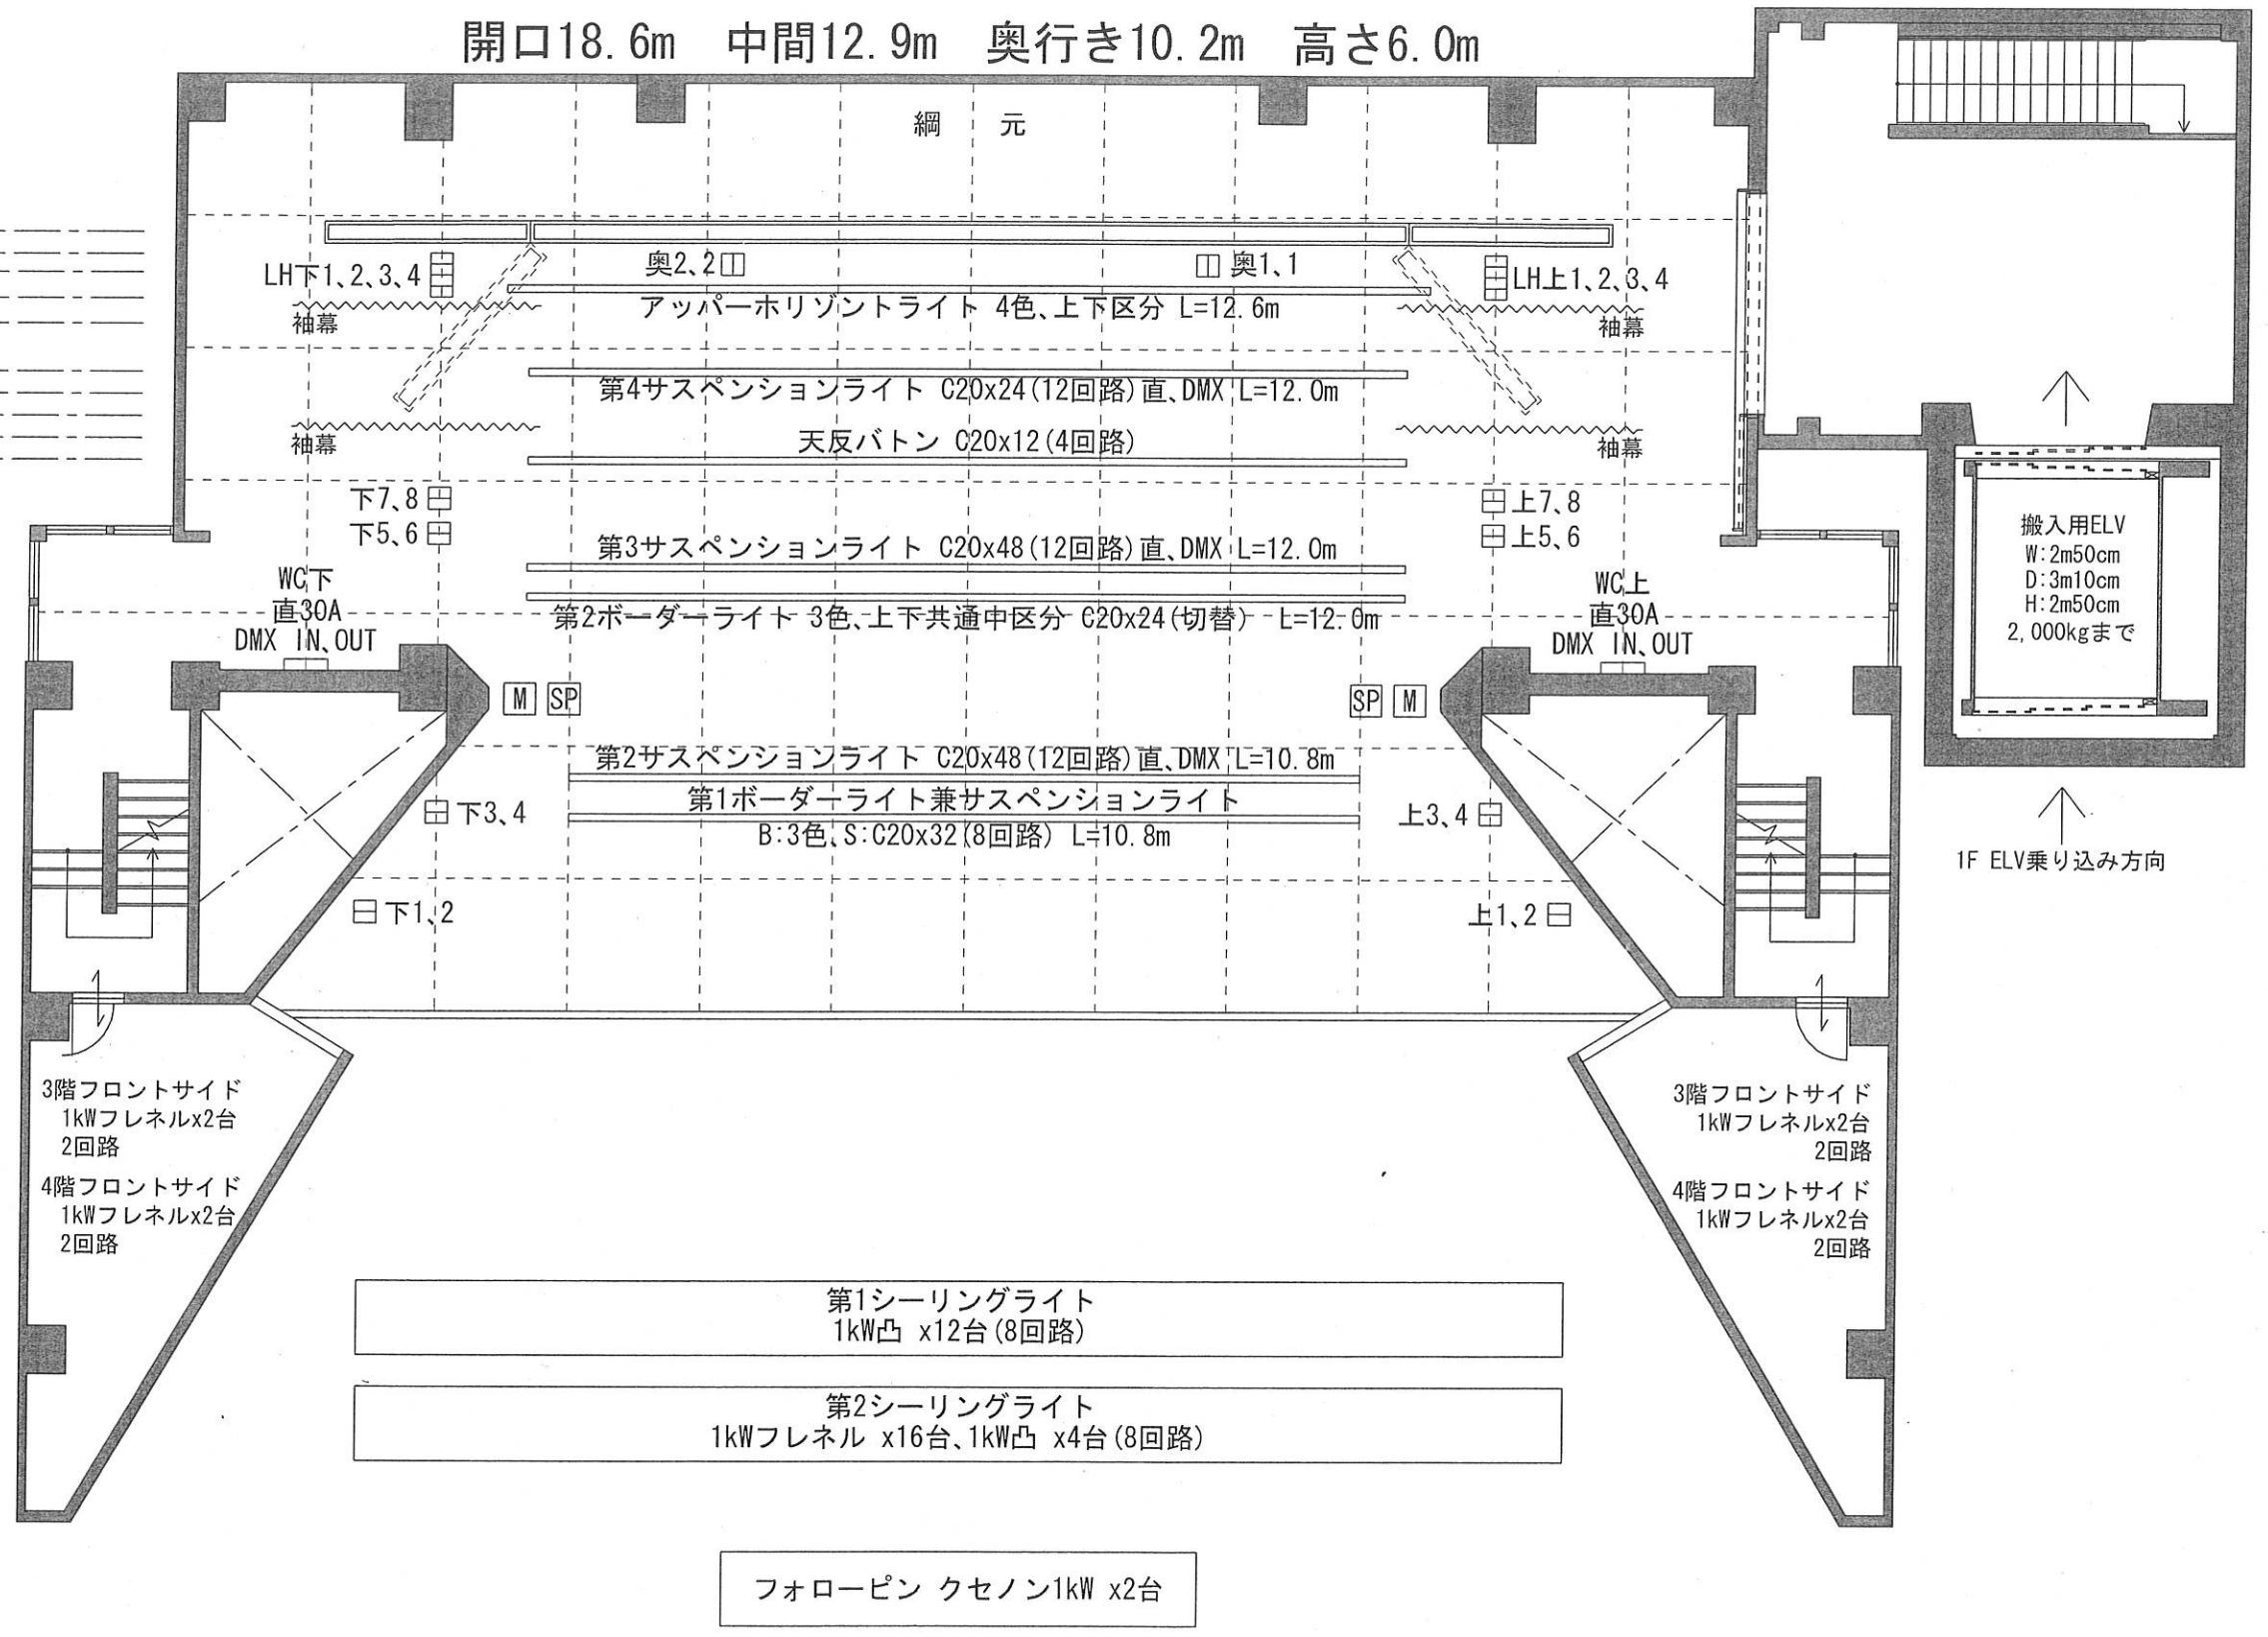 開口18.6m 中間12.9m 奥行き10.2m 高さ6.0m
綱 元
LH下1、2、3、4
奥2、2
奥1、1
LH上1、2、3、4
アッパーホリゾントライト 4色、上下区分 L=12.6m
袖幕
袖幕
第4サスペンションライト C20x24(12回路)直、DMX L=12.0m
袖幕
天反バトン C20x12(4回路)
袖幕
下7、8
上7、8
下5、6
上5、6
第3サスペンションライト C20x48(12回路)直、DMX L=12.0m
搬入用ELV
W:2m50cm
D:3m10cm
H:2m50cm
2,000kgまで
WC下
直30A
DMX IN、OUT
第2ボーダーライト 3色、上下共通中区分 C20x24(切替) L=12.0m
WC上
直30A
DMX IN、OUT
M
SP
SP
M
第2サスペンションライト C20x48(12回路)直、DMX L=10.8m
第1ボーダーライト兼サスペンションライト
B:3色、S:C20x32(8回路) L=10.8m
下3、4
上3、4
1F ELV乗り込み方向
下1、2
上1、2
3階フロントサイド
1kWフレネルx2台
2回路
4階フロントサイド
1kWフレネルx2台
2回路
3階フロントサイド
1kWフレネルx2台
2回路
4階フロントサイド
1kWフレネルx2台
2回路
第1シーリングライト
1kW凸 x12台(8回路)
第2シーリングライト
1kWフレネル x16台、1kW凸 x4台(8回路)
フォローピン クセノン1kW x2台